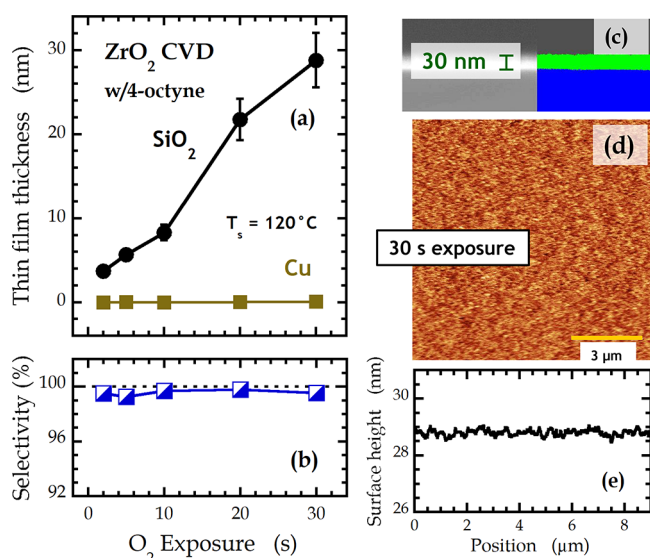 Thin film thickness (nm)
30
20
10
0
ZrO₂ CVD
w/4-octyne
SiO₂
(a)
Tₛ = 120°C
Cu
Selectivity (%)
100
96
92
(b)
0 10 20 30
O₂ Exposure (s)
(c)
30 nm
(d)
30 s exposure
3 µm
Surface height (nm)
31
29
28
26
(e)
0 2 4 6 8
Position (µm)